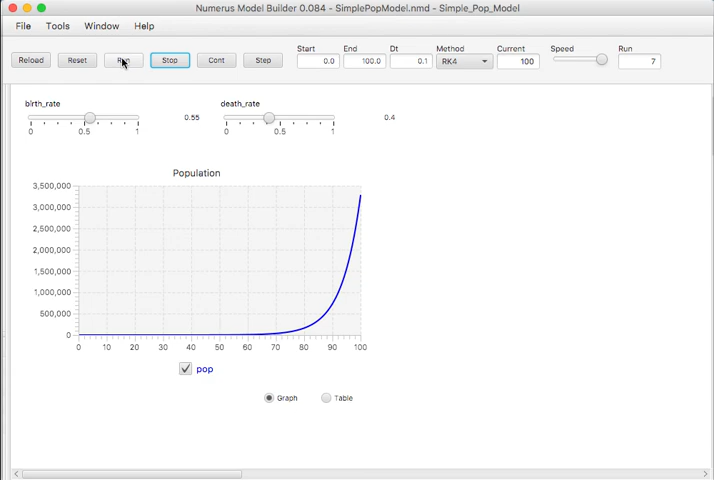 Numerus Model Builder 0.084 - SimplePopModel.nmd - Simple_Pop_Model
File Tools Window Help
Start End Dt Method Current Speed Run
Reload Reset Run Stop Cont Step 0.0 100.0 0.1 RK4 100 7
birth_rate death_rate
0.55 0.4
0 0.5 1 0 0.5 1
Population
3,500,000
3,000,000
2,500,000
2,000,000
1,500,000
1,000,000
500,000
0
0 10 20 30 40 50 60 70 80 90 100
pop
Graph Table